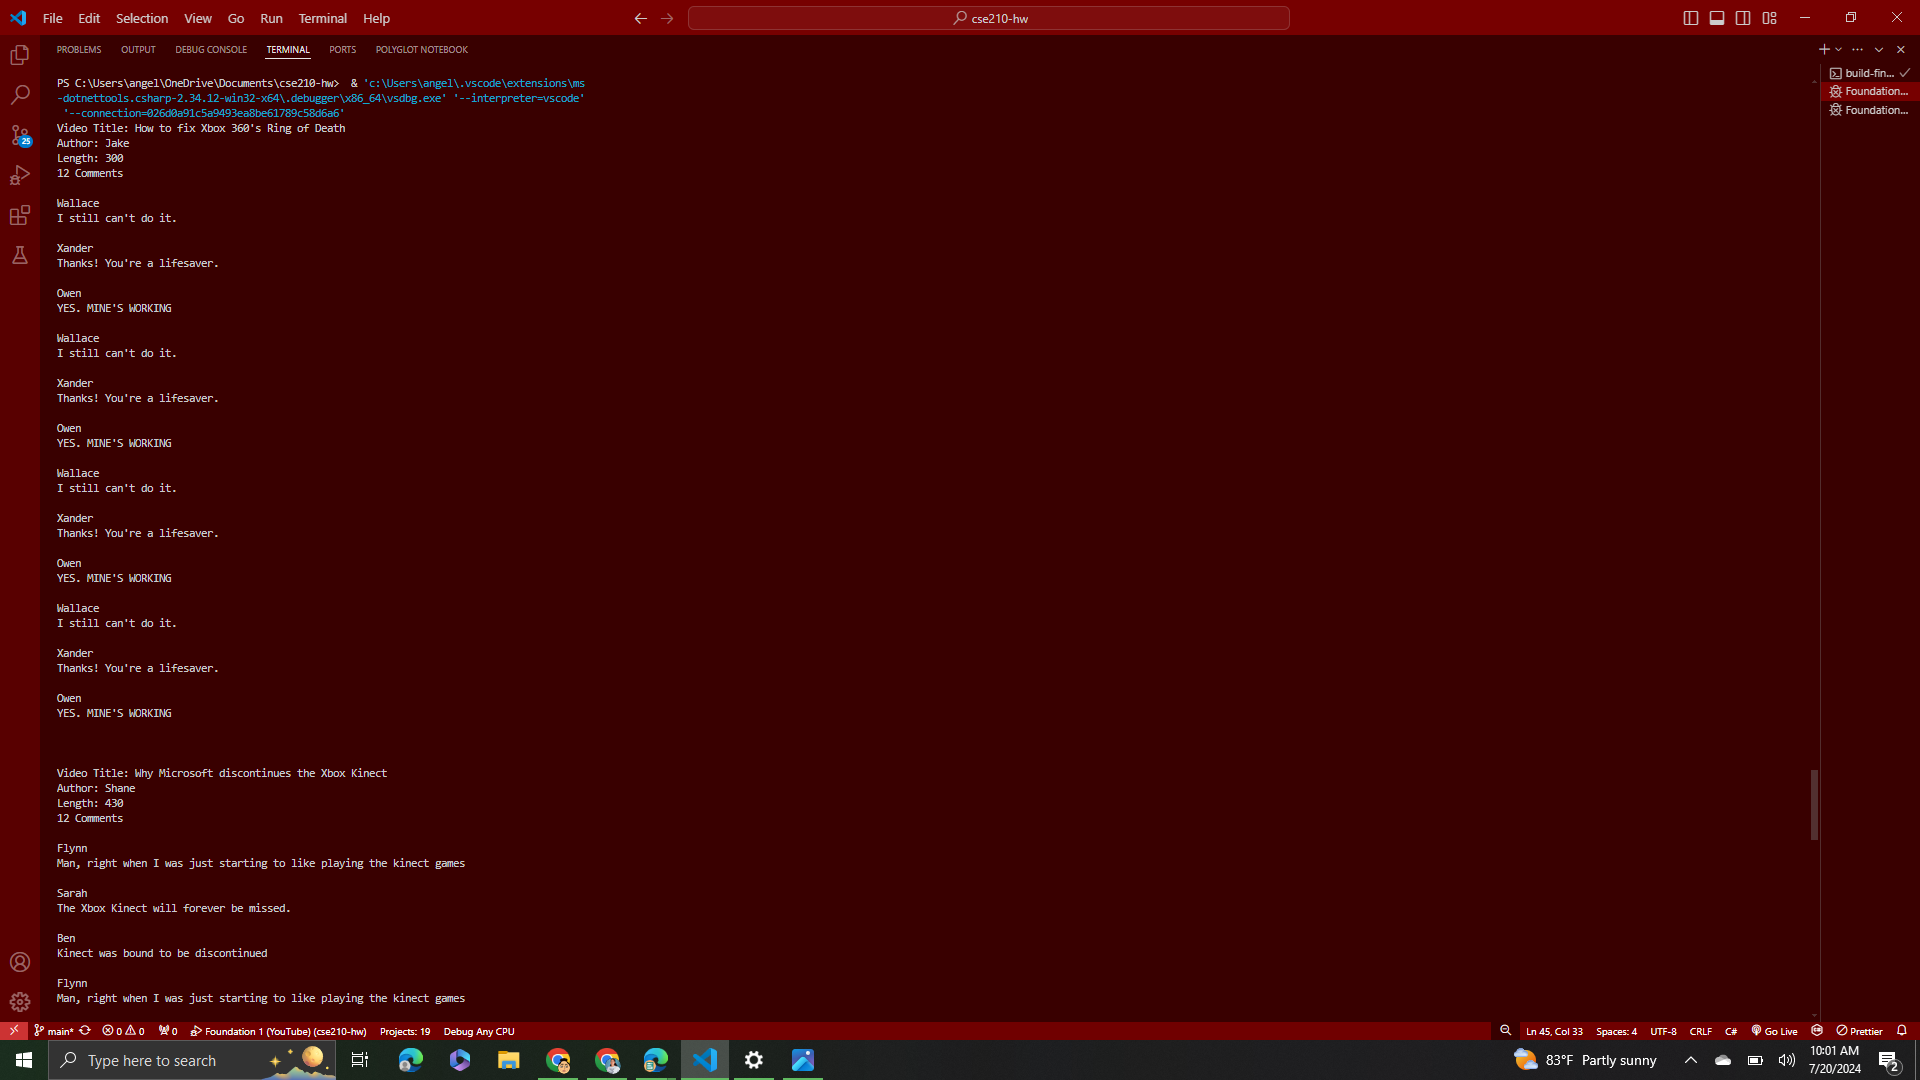 File Edit Selection View Go Run Terminal Help
cse210-hw
PROBLEMS OUTPUT DEBUG CONSOLE TERMINAL PORTS POLYGLOT NOTEBOOK
PS C:\Users\angel\OneDrive\Documents\cse210-hw>  & 'c:\Users\angel\.vscode\extensions\ms
-dotnettools.csharp-2.34.12-win32-x64\.debugger\x86_64\vsdbg.exe' '--interpreter=vscode'
'--connection=026d0a91c5a9493ea8be61789c58d6a6'
Video Title: How to fix Xbox 360's Ring of Death
Author: Jake
Length: 300
12 Comments
Wallace
I still can't do it.
Xander
Thanks! You're a lifesaver.
Owen
YES. MINE'S WORKING
Wallace
I still can't do it.
Xander
Thanks! You're a lifesaver.
Owen
YES. MINE'S WORKING
Wallace
I still can't do it.
Xander
Thanks! You're a lifesaver.
Owen
YES. MINE'S WORKING
Wallace
I still can't do it.
Xander
Thanks! You're a lifesaver.
Owen
YES. MINE'S WORKING
Video Title: Why Microsoft discontinues the Xbox Kinect
Author: Shane
Length: 430
12 Comments
Flynn
Man, right when I was just starting to like playing the kinect games
Sarah
The Xbox Kinect will forever be missed.
Ben
Kinect was bound to be discontinued
Flynn
Man, right when I was just starting to like playing the kinect games
build-fin...
Foundation...
Foundation...
25
main* 0 0 0 Foundation 1 (YouTube) (cse210-hw) Projects: 19 Debug Any CPU
Ln 45, Col 33 Spaces: 4 UTF-8 CRLF C# Go Live Prettier
Type here to search
83°F Partly sunny
10:01 AM
7/20/2024
2